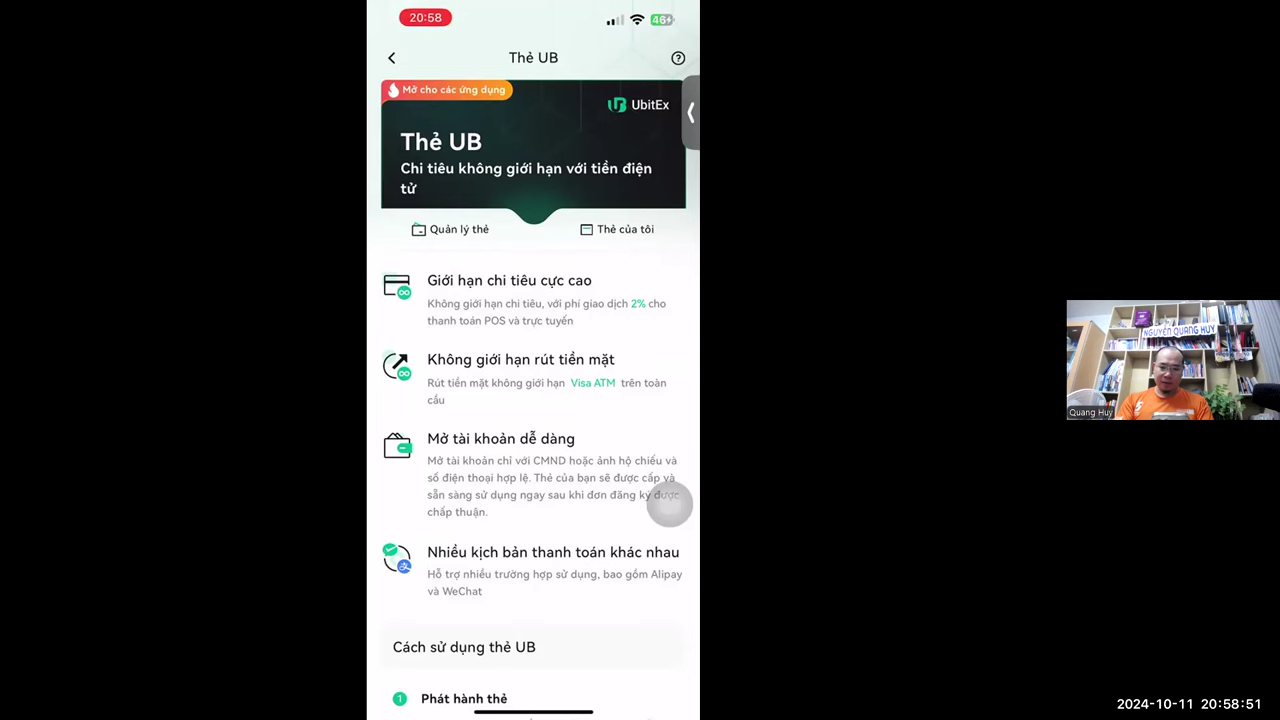 20:58
46
Thẻ UB
Mở cho các ứng dụng
UbitEx
Thẻ UB
Chi tiêu không giới hạn với tiền điện
tử
Quản lý thẻ
Thẻ của tôi
Giới hạn chi tiêu cực cao
Không giới hạn chi tiêu, với phí giao dịch 2% cho
thanh toán POS và trực tuyến
Không giới hạn rút tiền mặt
Rút tiền mặt không giới hạn Visa ATM trên toàn
cầu
Mở tài khoản dễ dàng
Mở tài khoản chỉ với CMND hoặc ảnh hộ chiếu và
số điện thoại hợp lệ. Thẻ của bạn sẽ được cấp và
sẵn sàng sử dụng ngay sau khi đơn đăng ký được
chấp thuận.
Nhiều kịch bản thanh toán khác nhau
Hỗ trợ nhiều trường hợp sử dụng, bao gồm Alipay
và WeChat
Cách sử dụng thẻ UB
1 Phát hành thẻ
NGUYỄN QUANG HUY
Quang Huy
2024-10-11 20:58:51